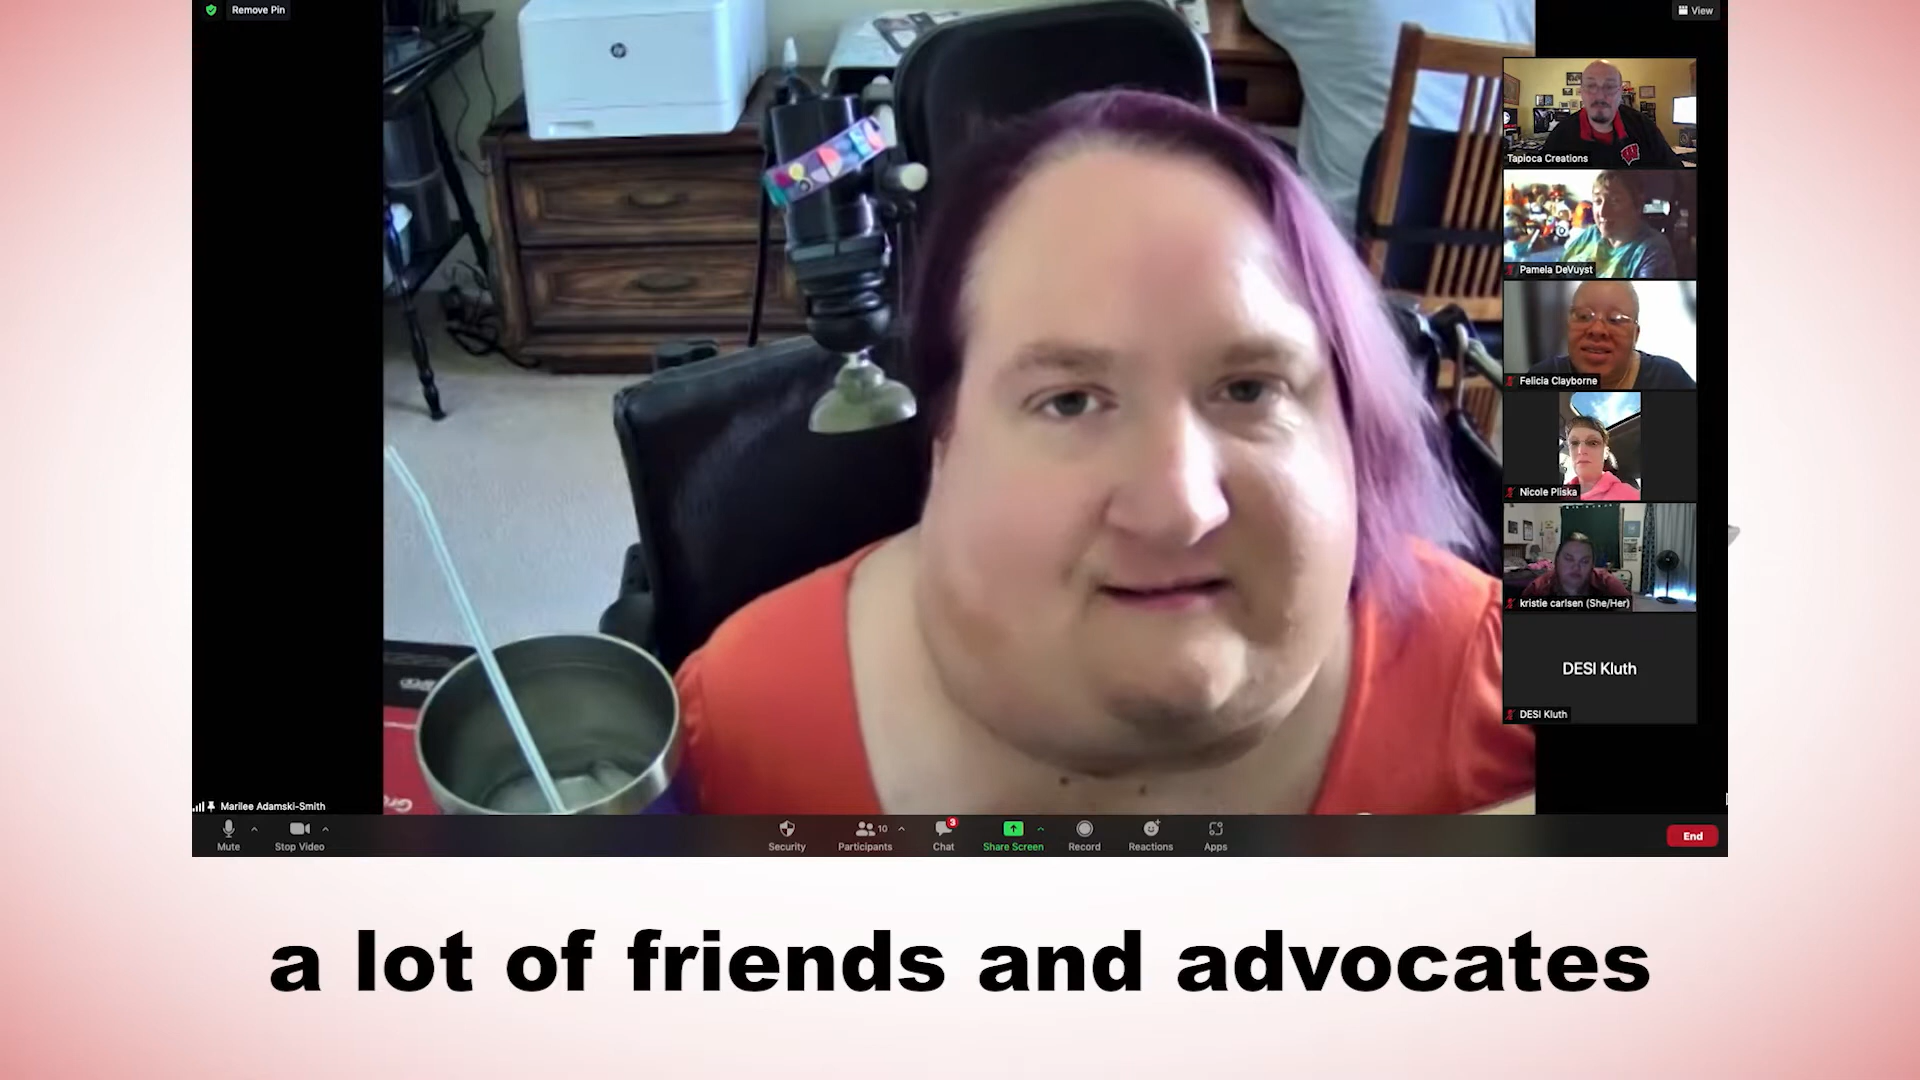 Remove Pin
View
Tapioca Creations
Pamela DeVuyst
Felicia Clayborne
Nicole Pliska
kristie carlsen (She/Her)
DESI Kluth
DESI Kluth
Marilee Adamski-Smith
Mute
Stop Video
Security
10
Participants
3
Chat
Share Screen
Record
Reactions
Apps
End
a lot of friends and advocates